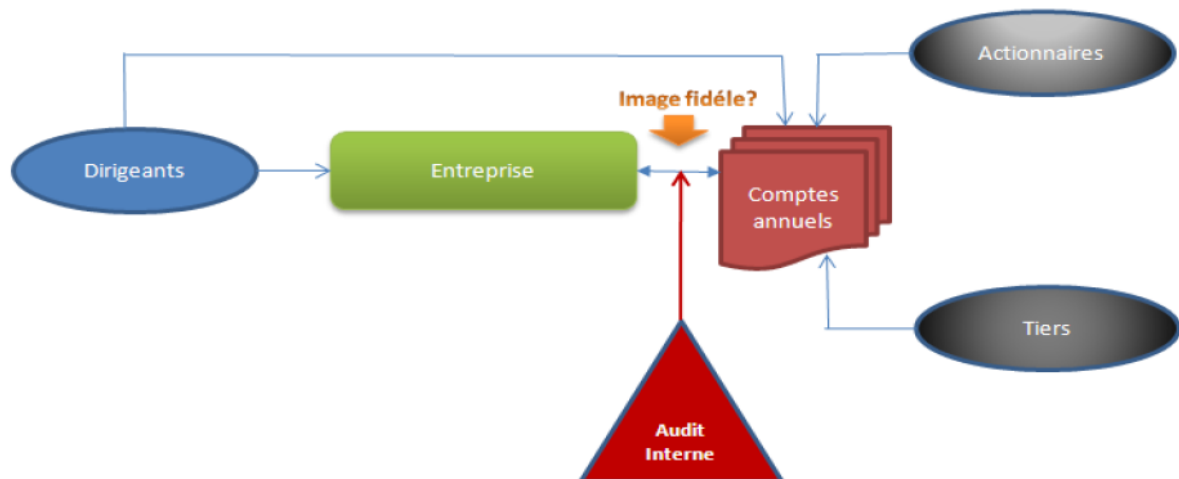 Actionnaires
Image fidéle?
Dirigeants
Entreprise
Comptes
annuels
Tiers
Audit
Interne